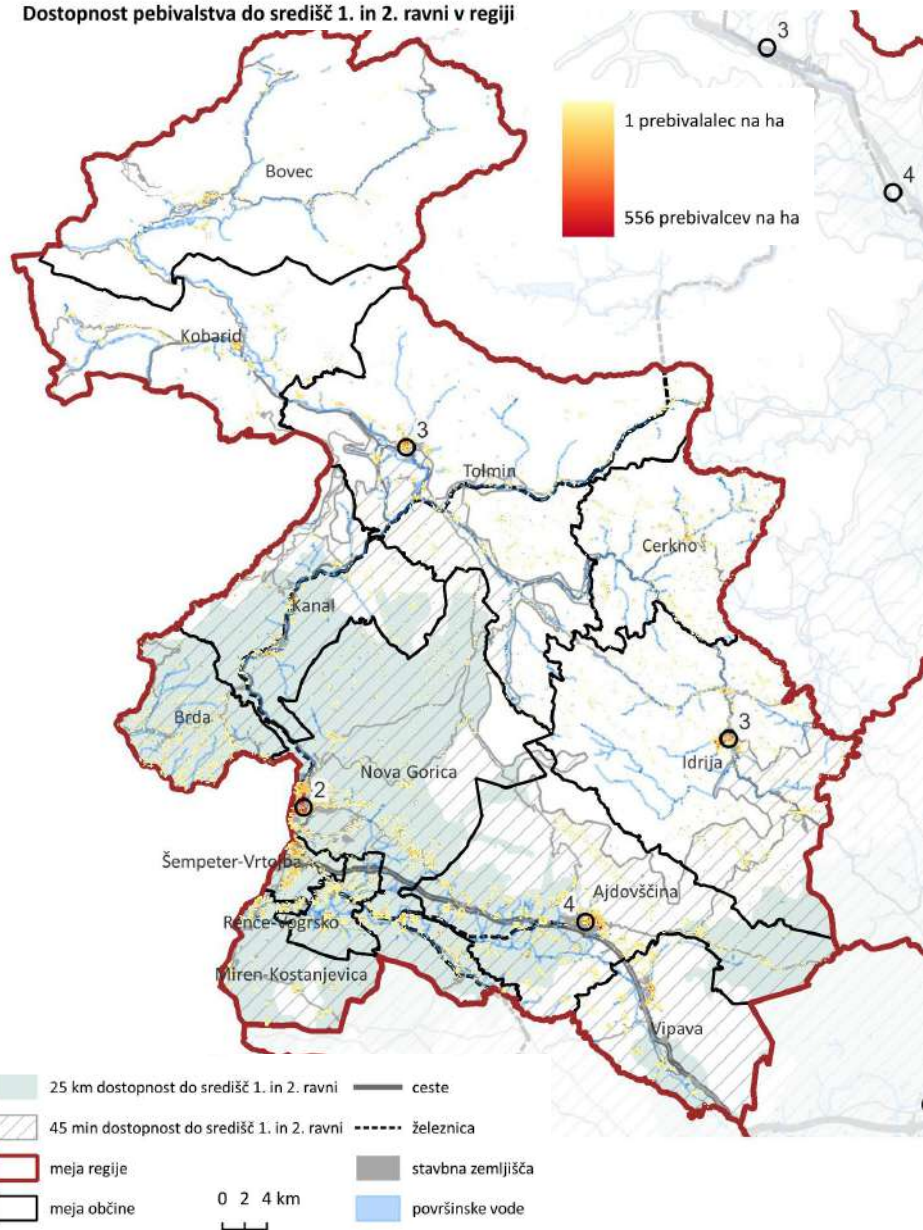 Dostopnost pebivalstva do središč 1. in 2. ravni v regiji
3
1 prebivalalec na ha
4
556 prebivalcev na ha
Bovec
Kobarid
3
Tolmin
Cerkno
Kanal
Brda
3
Idrija
Nova Gorica
2
Šempeter-Vrtojba
Ajdovščina
4
Renče-Vogrsko
Miren-Kostanjevica
Vipava
25 km dostopnost do središč 1. in 2. ravni
ceste
45 min dostopnost do središč 1. in 2. ravni
železnica
meja regije
stavbna zemljišča
meja občine
0 2 4 km
površinske vode